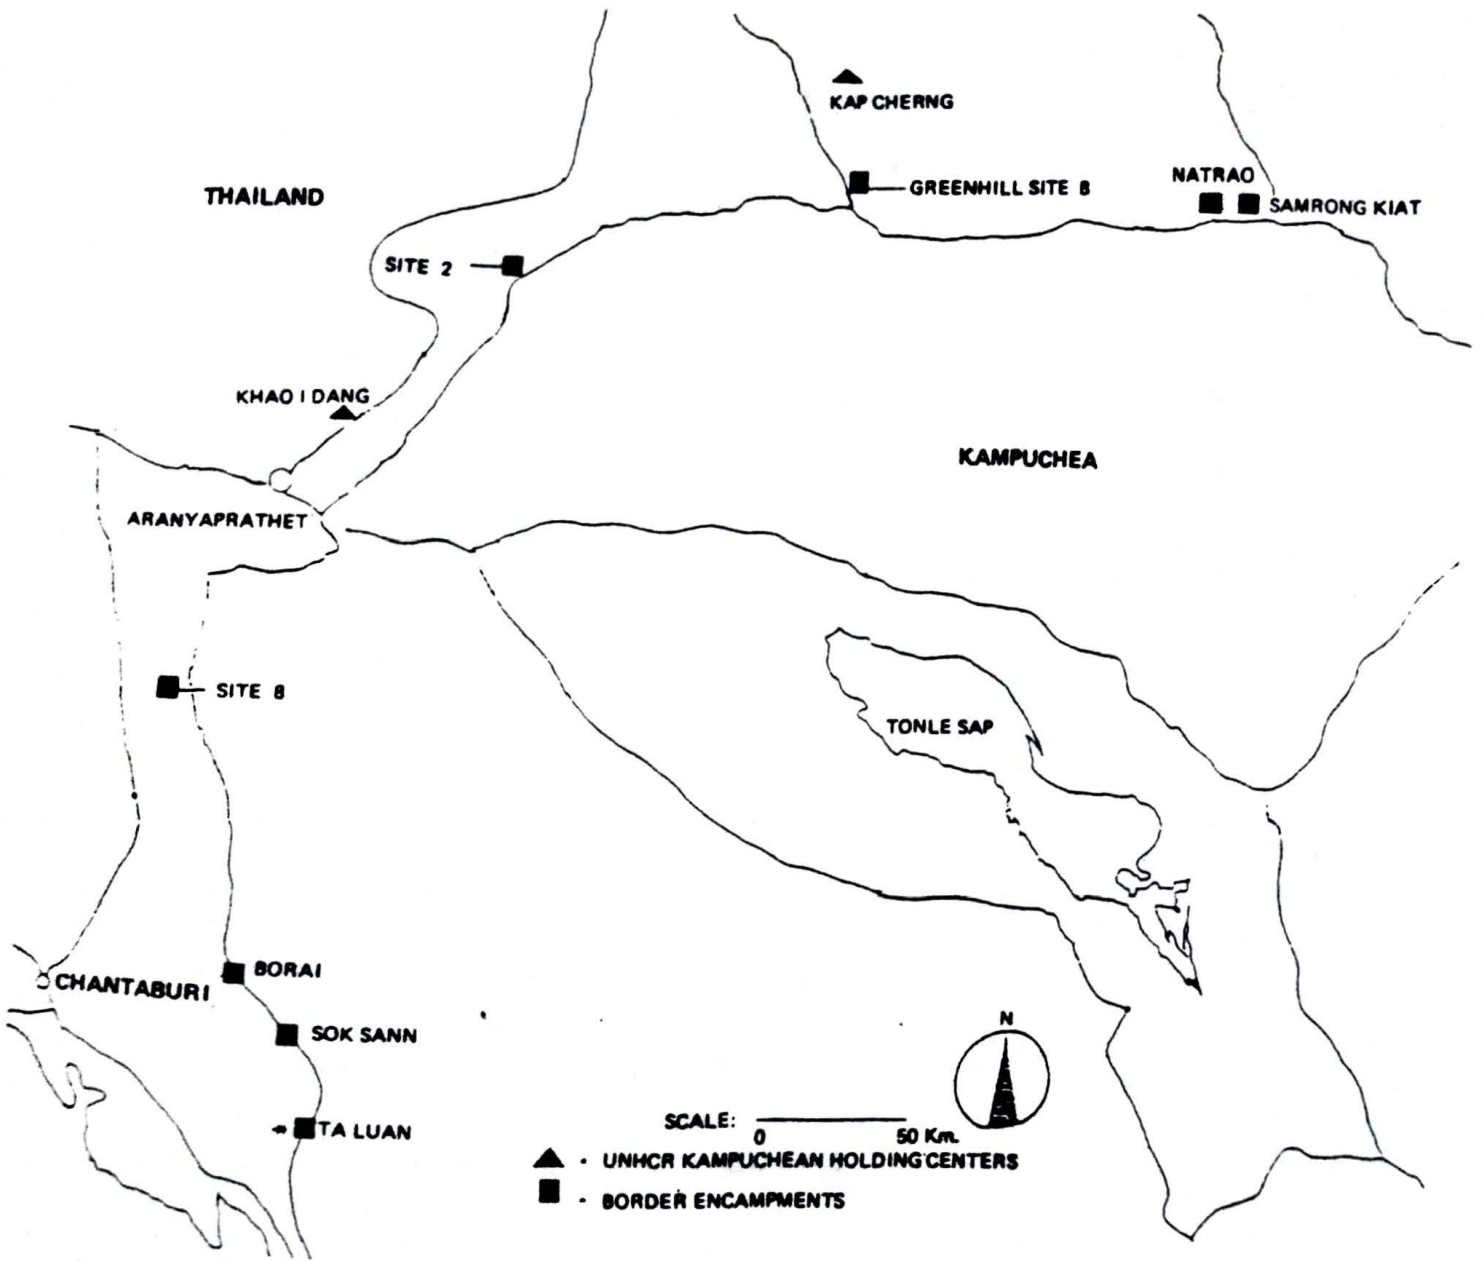 KAP CHERNG
THAILAND
GREENHILL SITE B
NATRAO
SAMRONG KIAT
SITE 2
KHAO I DANG
KAMPUCHEA
ARANYAPRATHET
SITE 8
TONLE SAP
BORAI
CHANTABURI
SOK SANN
N
TA LUAN
SCALE:
0 50 Km.
- UNHCR KAMPUCHEAN HOLDING CENTERS
- BORDER ENCAMPMENTS